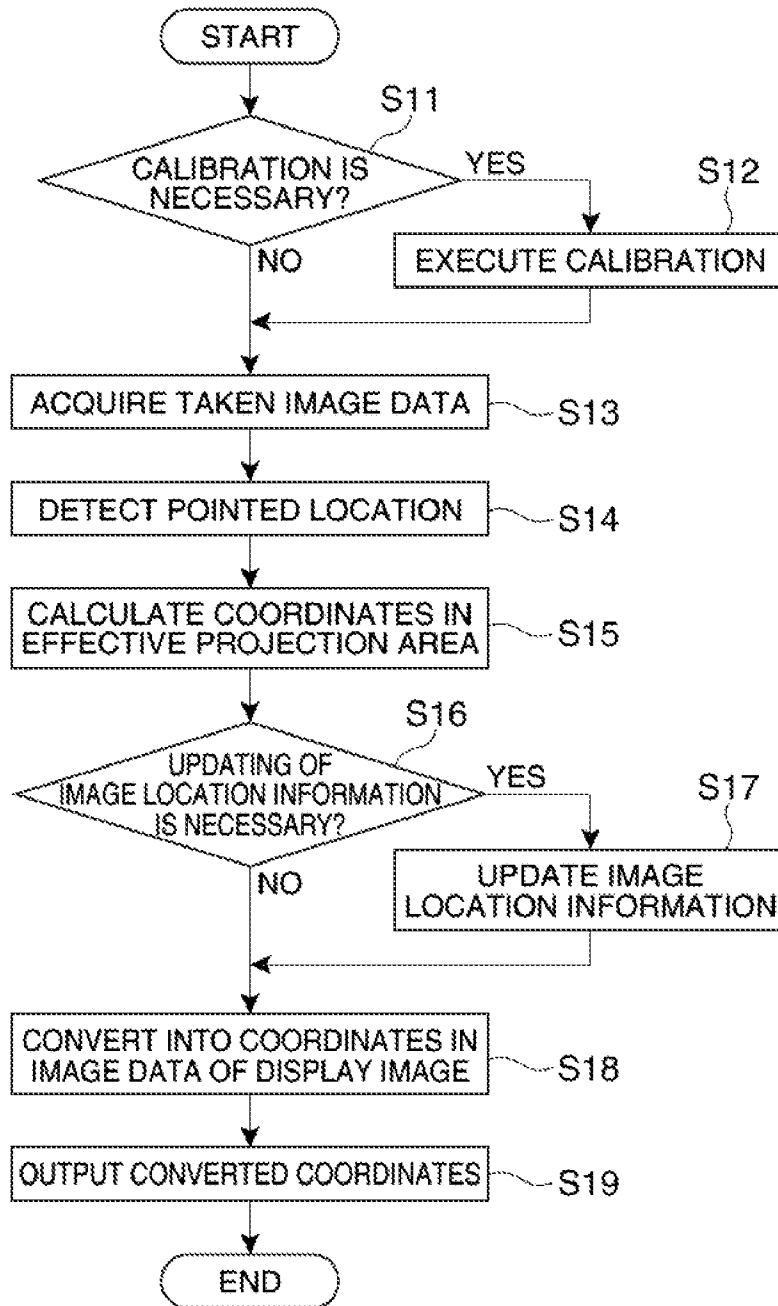 START
S11
CALIBRATION IS
NECESSARY?
YES
S12
NO
EXECUTE CALIBRATION
ACQUIRE TAKEN IMAGE DATA
S13
DETECT POINTED LOCATION
S14
CALCULATE COORDINATES IN
EFFECTIVE PROJECTION AREA
S15
S16
UPDATING OF
IMAGE LOCATION INFORMATION
IS NECESSARY?
YES
S17
NO
UPDATE IMAGE
LOCATION INFORMATION
CONVERT INTO COORDINATES IN
IMAGE DATA OF DISPLAY IMAGE
S18
OUTPUT CONVERTED COORDINATES
S19
END